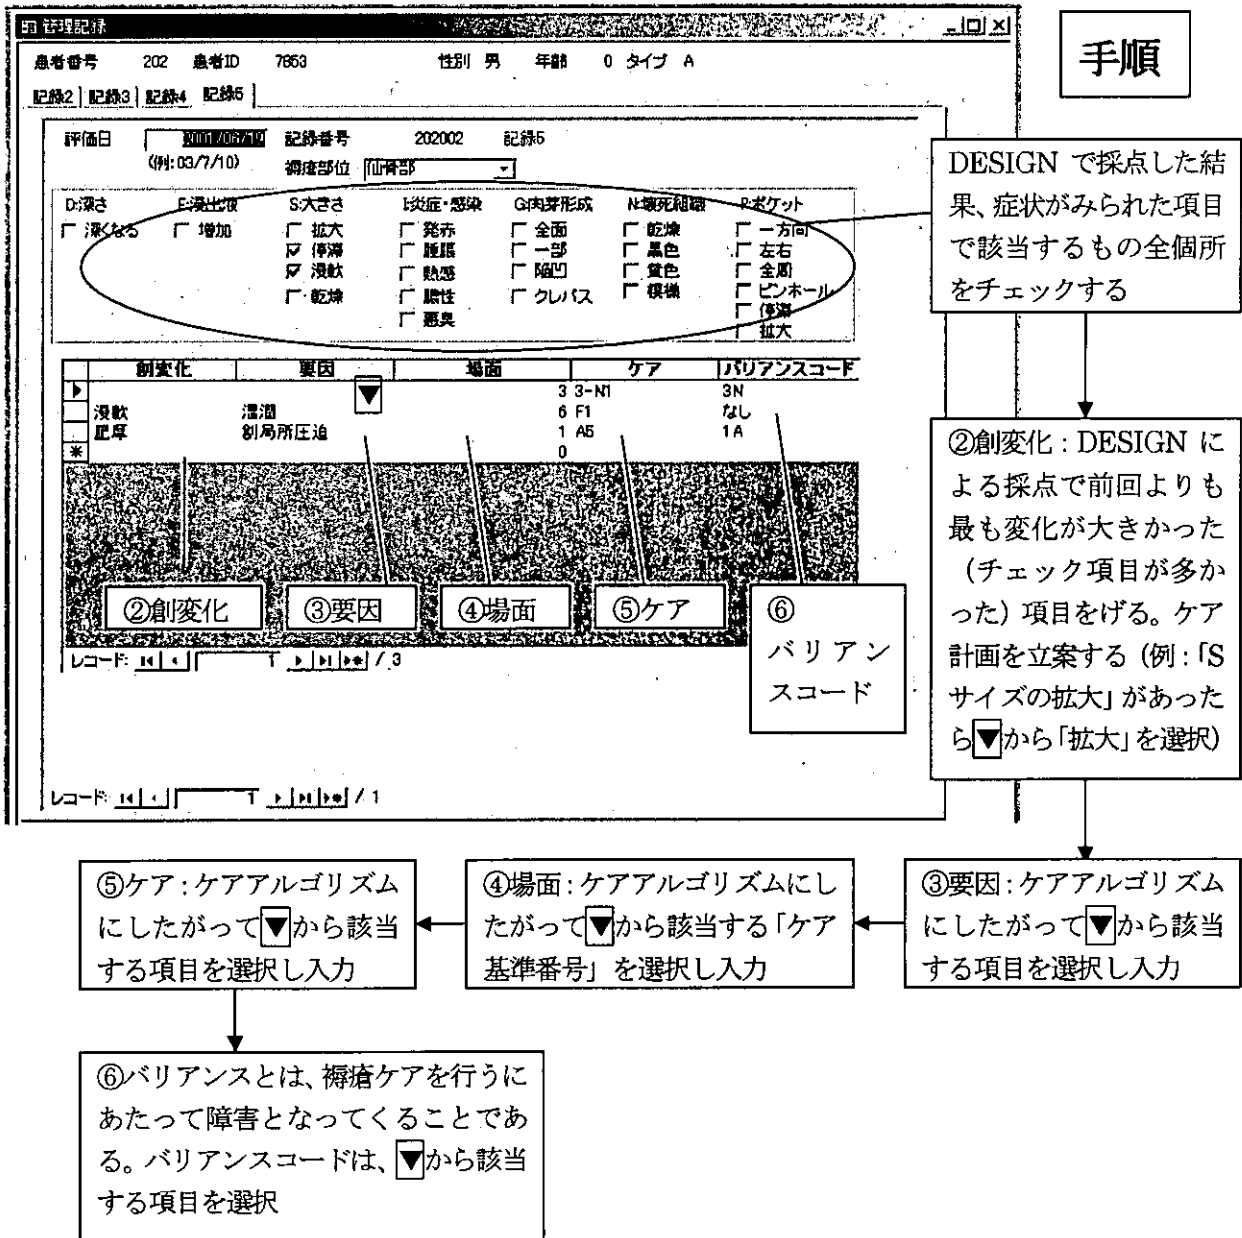 管理記録
患者番号 202 患者ID 7853 性別 男 年齢 0 タイプ A
記録2 記録3 記録4 記録5
手順
評価日 記録番号 202002 記録5
(例:03/7/10) 褥瘡部位 仙骨部
D:深さ E:浸出液 S:大きさ I:炎症・感染 G:肉芽形成 N:壊死組織 P:ポケット
深くなる 増加 拡大 発赤 全面 乾燥 一方向
停滞 腫脹 一部 黒色 左右
浸軟 熱感 陥凹 黄色 全周
乾燥 膿性 クレバス ピンホール
悪臭 停滞
拡大
DESIGN で採点した結
果、症状がみられた項目
で該当するもの全個所
をチェックする
創変化 要因 場面 ケア バリアンスコード
▼ 3 3-N1 3N
浸軟 湿潤 6 F1 なし
肥厚 創局所圧迫 1 A5 1A
* 0
②創変化 ③要因 ④場面 ⑤ケア
⑥
バリアン
スコード
レコード: 1 / 3
レコード: 1 / 1
②創変化:DESIGN に
よる採点で前回よりも
最も変化が大きかった
(チェック項目が多か
った)項目をげる。ケア
計画を立案する(例:「S
サイズの拡大」があった
ら▼から「拡大」を選択)
③要因:ケアアルゴリズム
にしたがって▼から該当
する項目を選択し入力
④場面:ケアアルゴリズムにし
たがって▼から該当する「ケア
基準番号」を選択し入力
⑤ケア:ケアアルゴリズム
にしたがって▼から該当
する項目を選択し入力
⑥バリアンスとは、褥瘡ケアを行うに
あたって障害となってくることであ
る。バリアンスコードは、▼から該当
する項目を選択